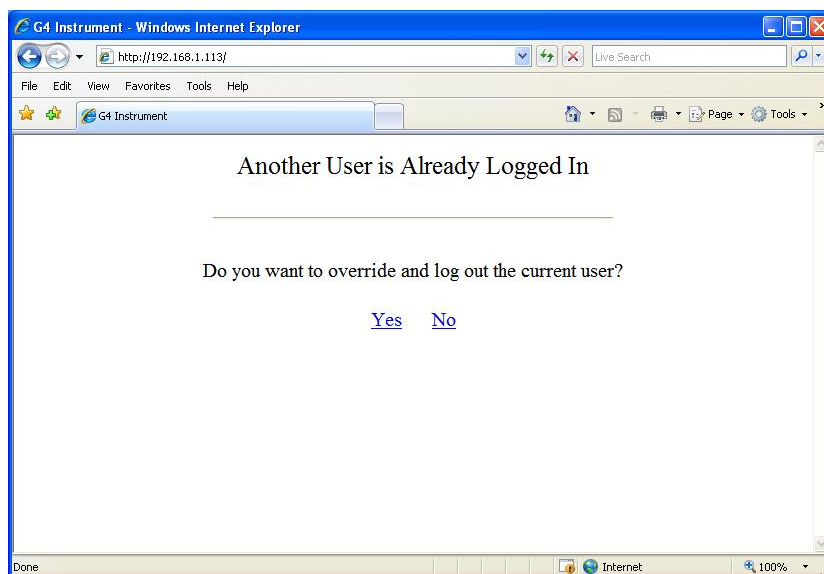 G4 Instrument - Windows Internet Explorer
http://192.168.1.113/
Live Search
File Edit View Favorites Tools Help
G4 Instrument
Page Tools
Another User is Already Logged In
Do you want to override and log out the current user?
Yes No
Done
Internet
100%